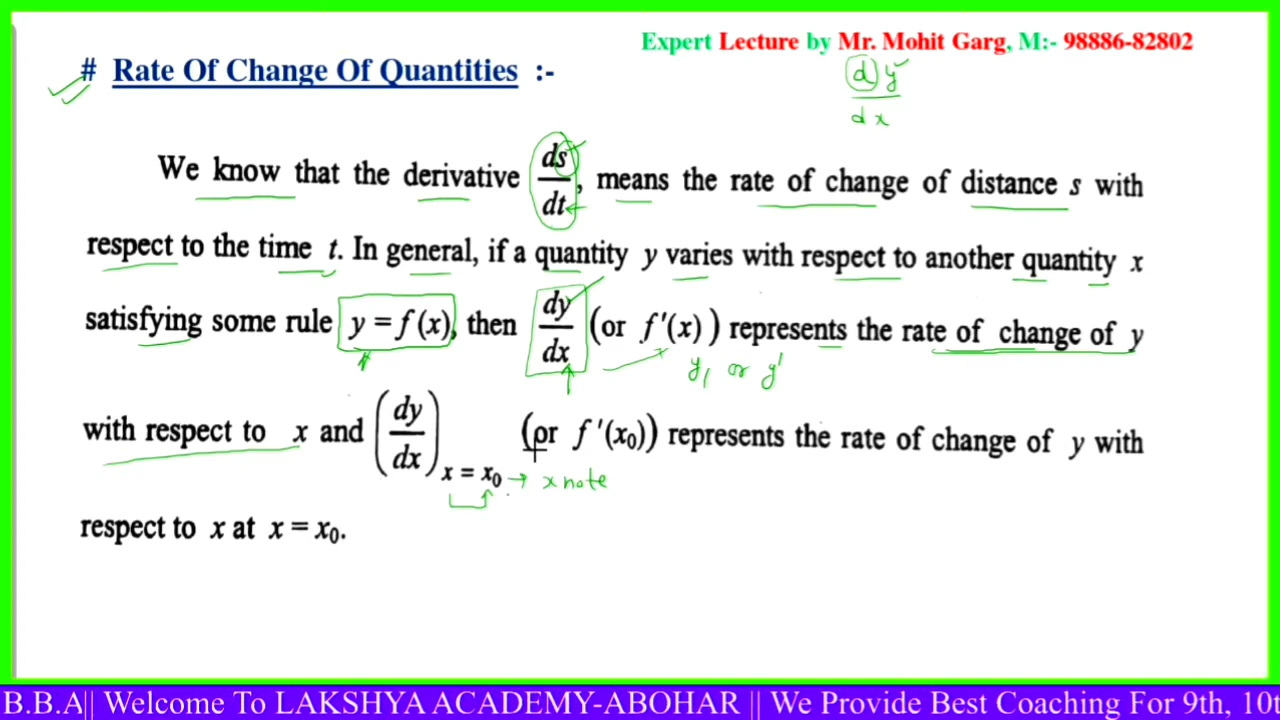 Expert Lecture by Mr. Mohit Garg, M:- 98886-82802
# Rate Of Change Of Quantities :-
dy/dx
We know that the derivative ds/dt, means the rate of change of distance s with
respect to the time t. In general, if a quantity y varies with respect to another quantity x
satisfying some rule y = f(x), then dy/dx (or f'(x)) represents the rate of change of y
y₁ or y'
with respect to x and (dy/dx)x = x₀ (or f'(x₀)) represents the rate of change of y with
→ x note
respect to x at x = x₀.
B.B.A|| Welcome To LAKSHYA ACADEMY-ABOHAR || We Provide Best Coaching For 9th, 10t